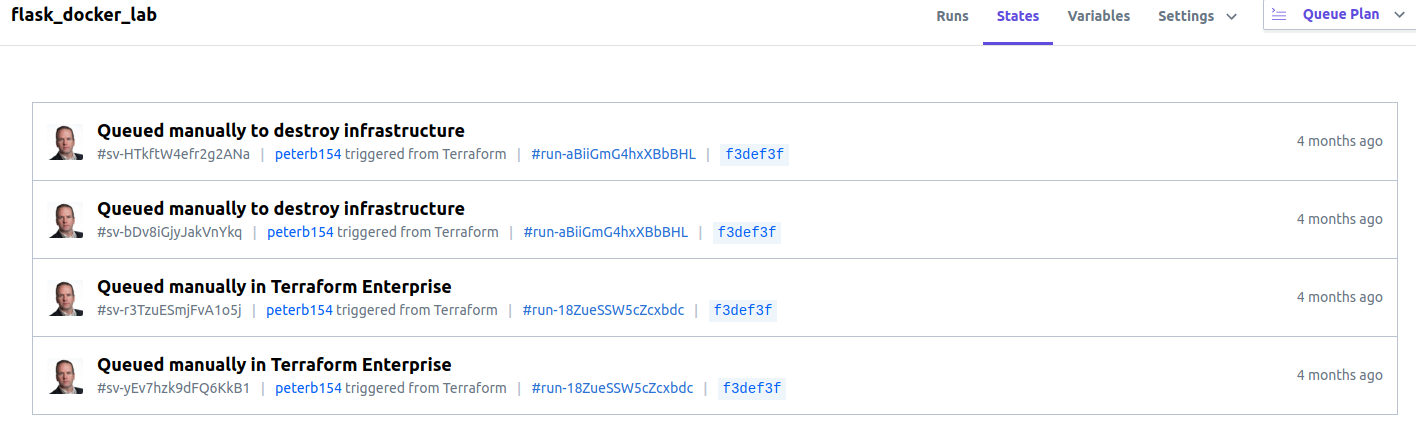 flask_docker_lab
Runs States Variables Settings Queue Plan
Queued manually to destroy infrastructure
#sv-HTkftW4efr2g2ANa | peterb154 triggered from Terraform | #run-aBiiGmG4hxXBbBHL | f3def3f
4 months ago
Queued manually to destroy infrastructure
#sv-bDv8iGjyJakVnYkq | peterb154 triggered from Terraform | #run-aBiiGmG4hxXBbBHL | f3def3f
4 months ago
Queued manually in Terraform Enterprise
#sv-r3TzuESmjFvA1o5j | peterb154 triggered from Terraform | #run-18ZueSSW5cZcxbdc | f3def3f
4 months ago
Queued manually in Terraform Enterprise
#sv-yEv7hzk9dFQ6KkB1 | peterb154 triggered from Terraform | #run-18ZueSSW5cZcxbdc | f3def3f
4 months ago